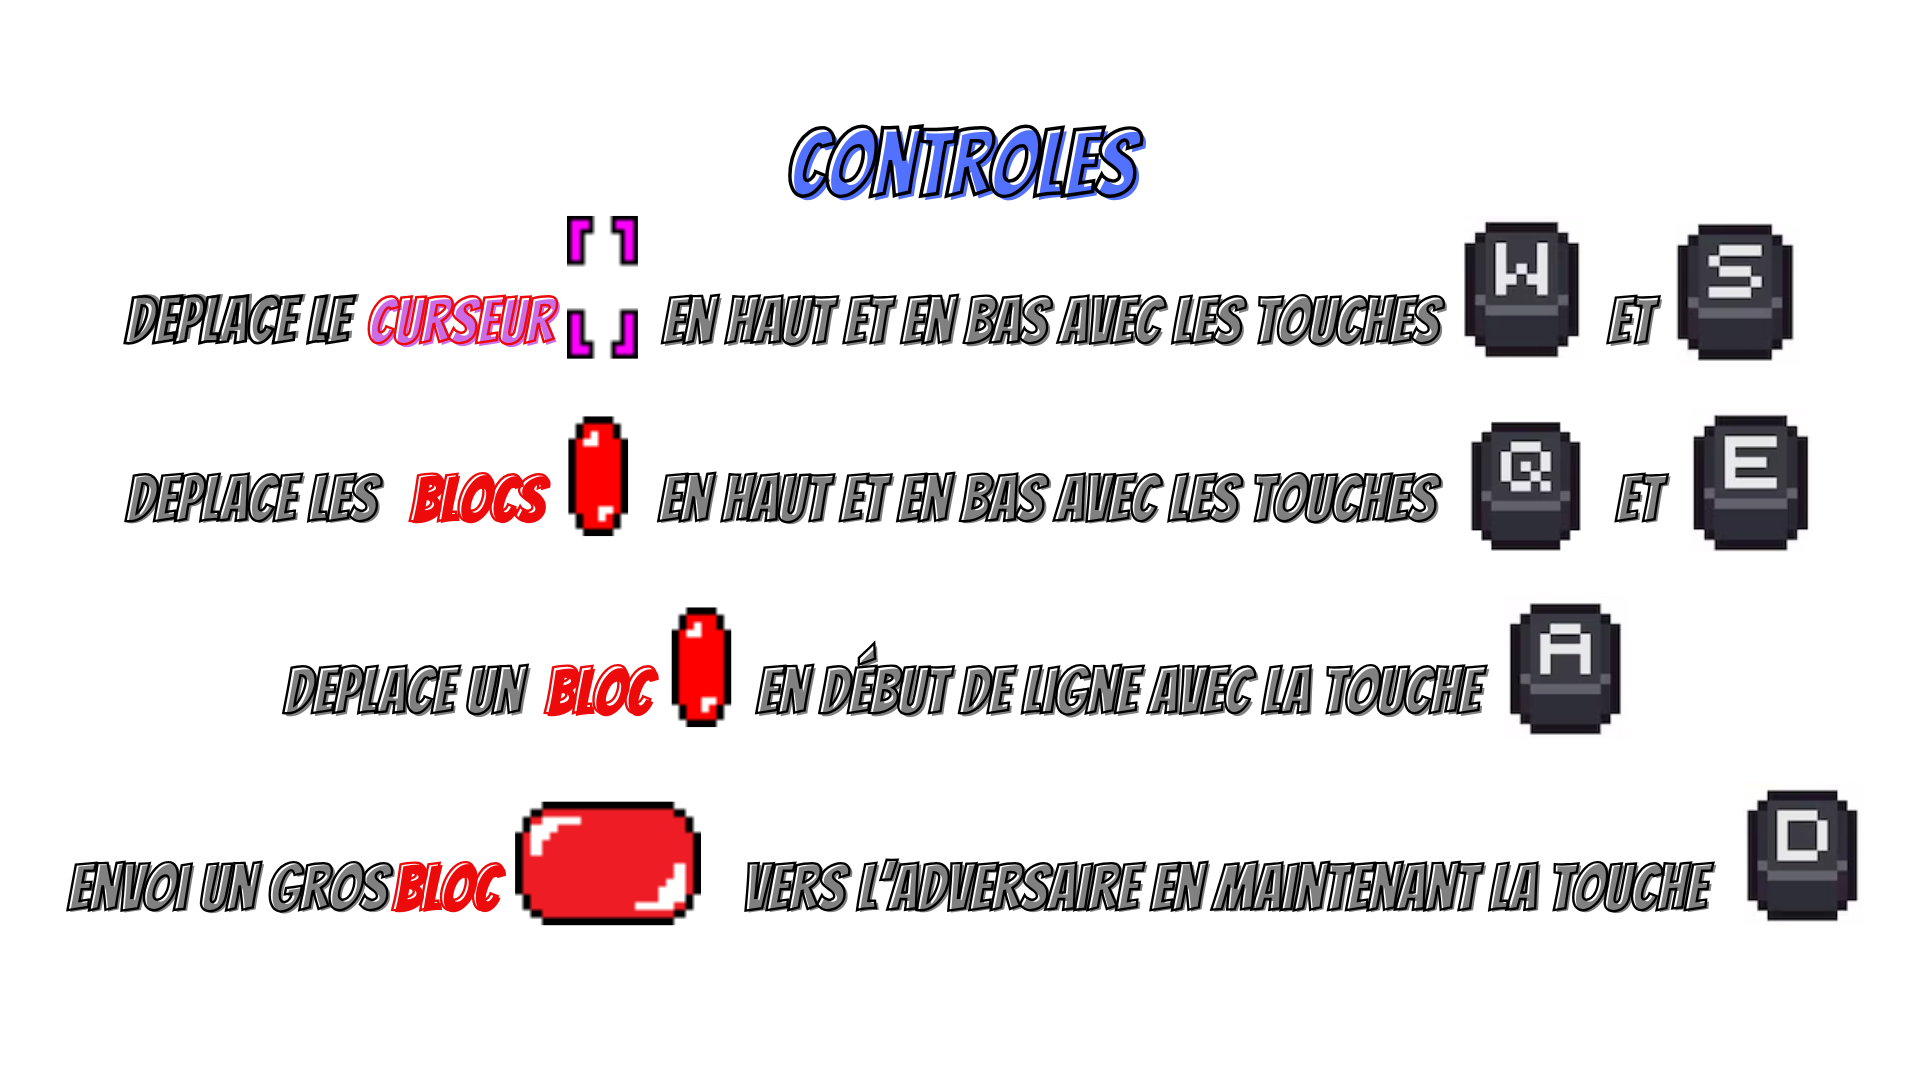 CONTROLES
DEPLACE LE CURSEUR EN HAUT ET EN BAS AVEC LES TOUCHES W ET S
DEPLACE LES BLOCS EN HAUT ET EN BAS AVEC LES TOUCHES Q ET E
DEPLACE UN BLOC EN DÉBUT DE LIGNE AVEC LA TOUCHE A
ENVOI UN GROS BLOC VERS L'ADVERSAIRE EN MAINTENANT LA TOUCHE D